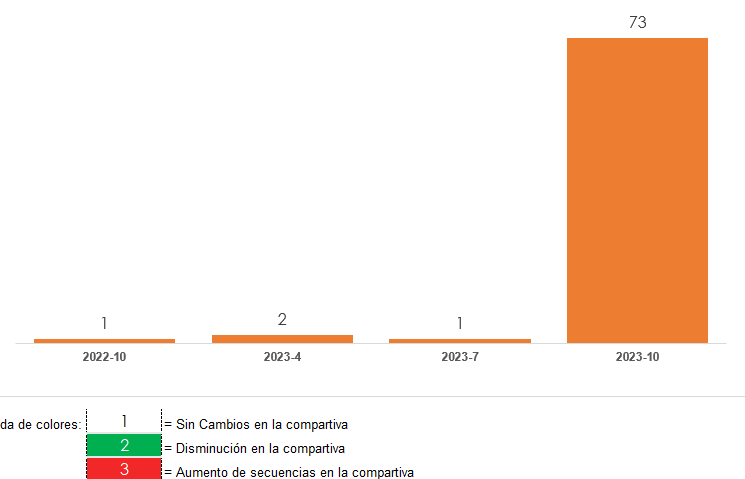 73
1
2
1
2022-10
2023-4
2023-7
2023-10
da de colores:
1
= Sin Cambios en la compartiva
2
= Disminución en la compartiva
3
= Aumento de secuencias en la compartiva